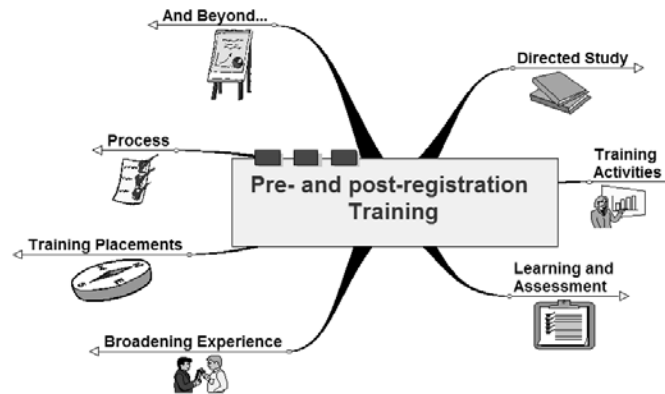 And Beyond...
Directed Study
Process
Training
Activities
Pre- and post-registration
Training
Training Placements
Learning and
Assessment
Broadening Experience